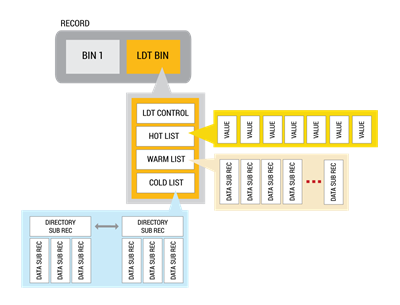 RECORD
BIN 1
LDT BIN
LDT CONTROL
HOT LIST
WARM LIST
COLD LIST
VALUE
VALUE
VALUE
VALUE
VALUE
VALUE
VALUE
DATA SUB REC
DATA SUB REC
DATA SUB REC
DATA SUB REC
DATA SUB REC
DIRECTORY
SUB REC
DIRECTORY
SUB REC
DATA SUB REC
DATA SUB REC
DATA SUB REC
DATA SUB REC
DATA SUB REC
DATA SUB REC